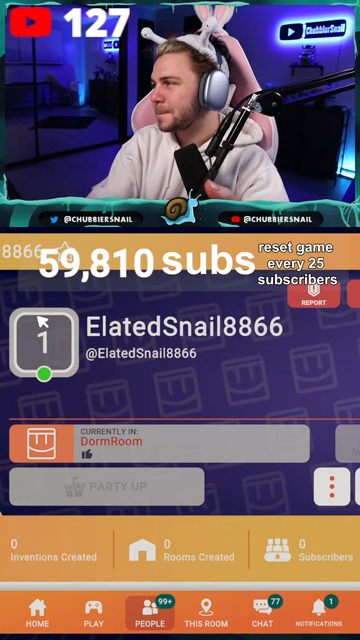 127
ChubbierSnail
@CHUBBIERSNAIL
@CHUBBIERSNAIL
8866
59,810 subs
reset game
every 25
subscribers
REPORT
1
ElatedSnail8866
@ElatedSnail8866
CURRENTLY IN:
DormRoom
PARTY UP
0
Inventions Created
0
Rooms Created
0
Subscribers
99+
77
1
HOME
PLAY
PEOPLE
THIS ROOM
CHAT
NOTIFICATIONS